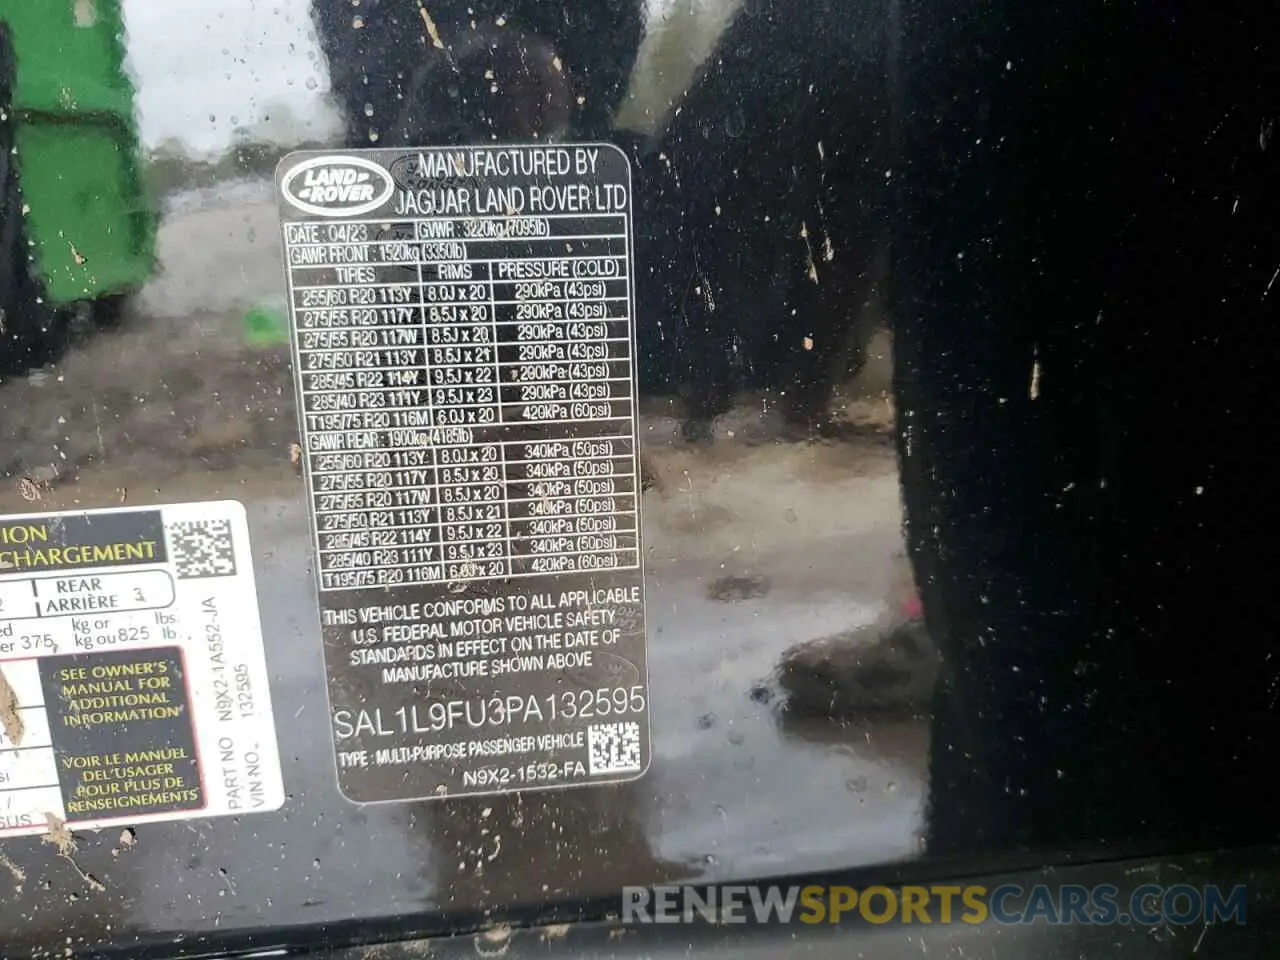 LAND ROVER
MANUFACTURED BY
JAGUAR LAND ROVER LTD
DATE : 04/23 GVWR : 3220kg (7095lb)
GAWR FRONT : 1520kg (3350lb)
TIRES RIMS PRESSURE (COLD)
255/60 R20 113Y 8.0J x 20 290kPa (43psi)
275/55 R20 117Y 8.5J x 20 290kPa (43psi)
275/55 R20 117W 8.5J x 20 290kPa (43psi)
275/50 R21 113Y 8.5J x 21 290kPa (43psi)
285/45 R22 114Y 9.5J x 22 290kPa (43psi)
285/40 R23 111Y 9.5J x 23 290kPa (43psi)
T195/75 R20 116M 6.0J x 20 420kPa (60psi)
GAWR REAR : 1900kg (4185lb)
255/60 R20 113Y 8.0J x 20 340kPa (50psi)
275/55 R20 117Y 8.5J x 20 340kPa (50psi)
275/55 R20 117W 8.5J x 20 340kPa (50psi)
275/50 R21 113Y 8.5J x 21 340kPa (50psi)
285/45 R22 114Y 9.5J x 22 340kPa (50psi)
285/40 R23 111Y 9.5J x 23 340kPa (50psi)
T195/75 R20 116M 6.0J x 20 420kPa (60psi)
THIS VEHICLE CONFORMS TO ALL APPLICABLE
U.S. FEDERAL MOTOR VEHICLE SAFETY
STANDARDS IN EFFECT ON THE DATE OF
MANUFACTURE SHOWN ABOVE
SAL1L9FU3PA132595
TYPE : MULTI-PURPOSE PASSENGER VEHICLE
N9X2-1532-FA
CHARGEMENT
REAR
ARRIÈRE 3
375 kg or 825 lbs.
kg ou lb.
SEE OWNER'S
MANUAL FOR
ADDITIONAL
INFORMATION
VOIR LE MANUEL
DE L'USAGER
POUR PLUS DE
RENSEIGNEMENTS
PART NO N9X2-1A552-JA
VIN NO. 132595
RENEWSPORTSCARS.COM